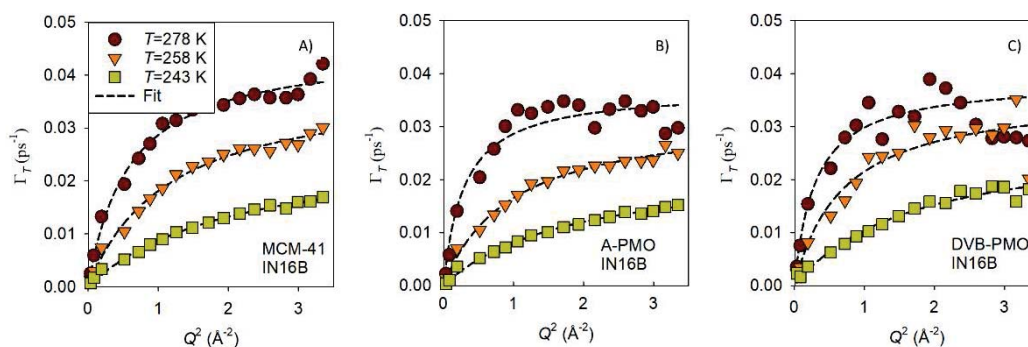 0.05
0.04
0.03
0.02
0.01
0.00
Γ_T (ps⁻¹)
T=278 K
T=258 K
T=243 K
Fit
A)
MCM-41
IN16B
0 1 2 3
Q² (Å⁻²)
0.05
0.04
0.03
0.02
0.01
0.00
Γ_T (ps⁻¹)
B)
A-PMO
IN16B
0 1 2 3
Q² (Å⁻²)
0.05
0.04
0.03
0.02
0.01
0.00
Γ_T (ps⁻¹)
C)
DVB-PMO
IN16B
0 1 2 3
Q² (Å⁻²)